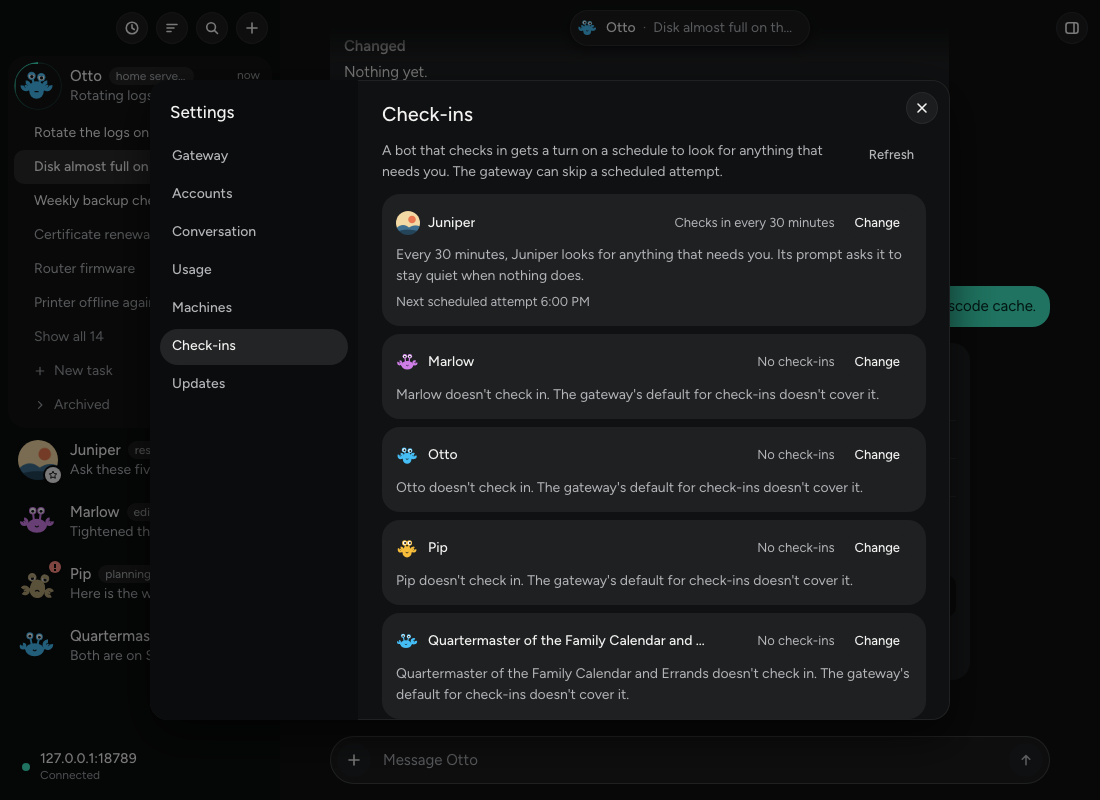 Otto · Disk almost full on th...
Changed
Nothing yet.
Otto home serve... now
Rotating logs
Rotate the logs on
Disk almost full on
Weekly backup che
Certificate renewa
Router firmware
Printer offline again
Show all 14
New task
Archived
Juniper res
Ask these fiv
Marlow edi
Tightened th
Pip planning
Here is the w
Quartermas
Both are on S
127.0.0.1:18789
Connected
Settings
Gateway
Accounts
Conversation
Usage
Machines
Check-ins
Updates
Check-ins
A bot that checks in gets a turn on a schedule to look for anything that
needs you. The gateway can skip a scheduled attempt.
Refresh
Juniper Checks in every 30 minutes Change
Every 30 minutes, Juniper looks for anything that needs you. Its prompt asks it to
stay quiet when nothing does.
Next scheduled attempt 6:00 PM
Marlow No check-ins Change
Marlow doesn't check in. The gateway's default for check-ins doesn't cover it.
Otto No check-ins Change
Otto doesn't check in. The gateway's default for check-ins doesn't cover it.
Pip No check-ins Change
Pip doesn't check in. The gateway's default for check-ins doesn't cover it.
Quartermaster of the Family Calendar and ... No check-ins Change
Quartermaster of the Family Calendar and Errands doesn't check in. The gateway's
default for check-ins doesn't cover it.
scode cache.
Message Otto